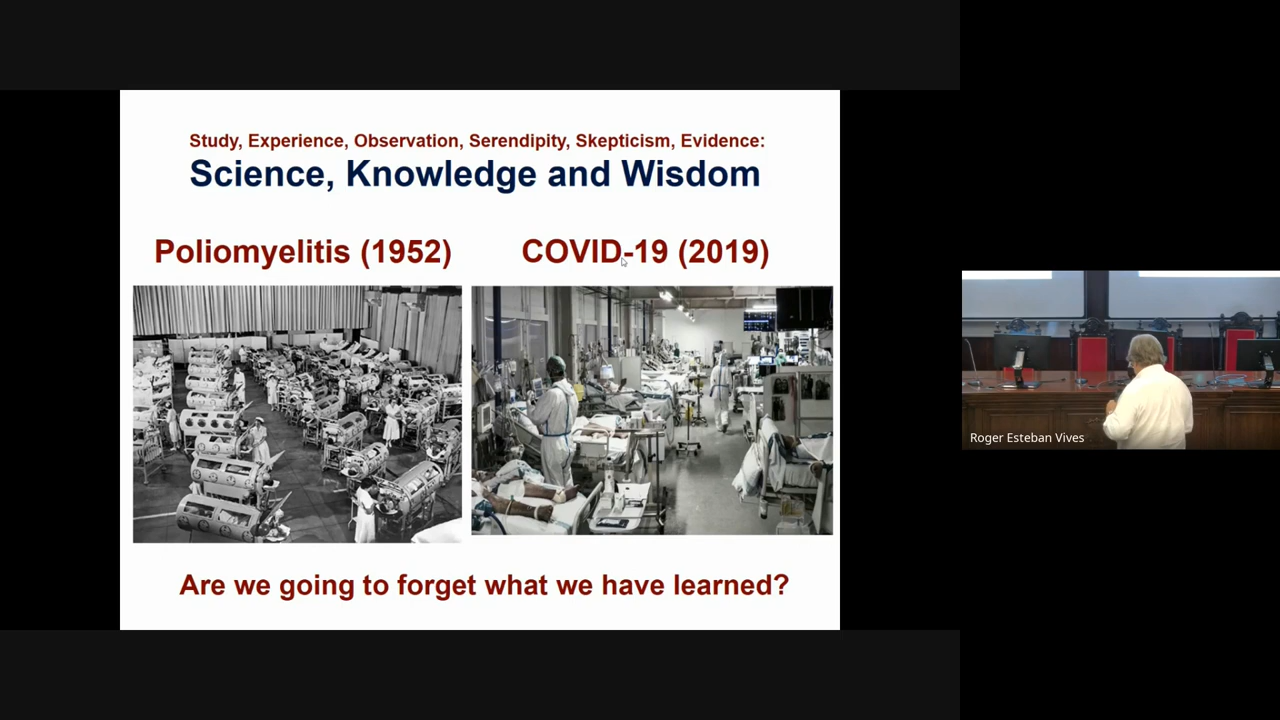 Study, Experience, Observation, Serendipity, Skepticism, Evidence:
Science, Knowledge and Wisdom
Poliomyelitis (1952)
COVID-19 (2019)
Are we going to forget what we have learned?
Roger Esteban Vives